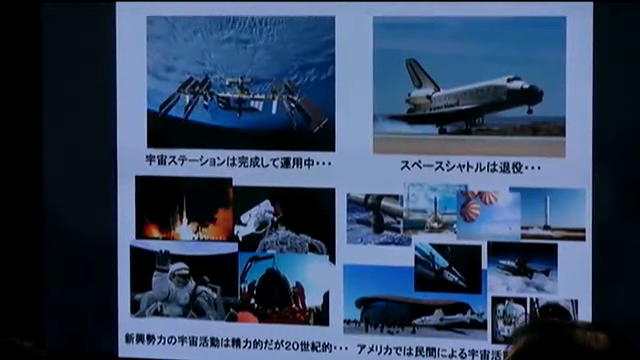 宇宙ステーションは完成して運用中・・・
スペースシャトルは退役・・・
新興勢力の宇宙活動は精力的だが20世紀的・・・
アメリカでは民間による宇宙活